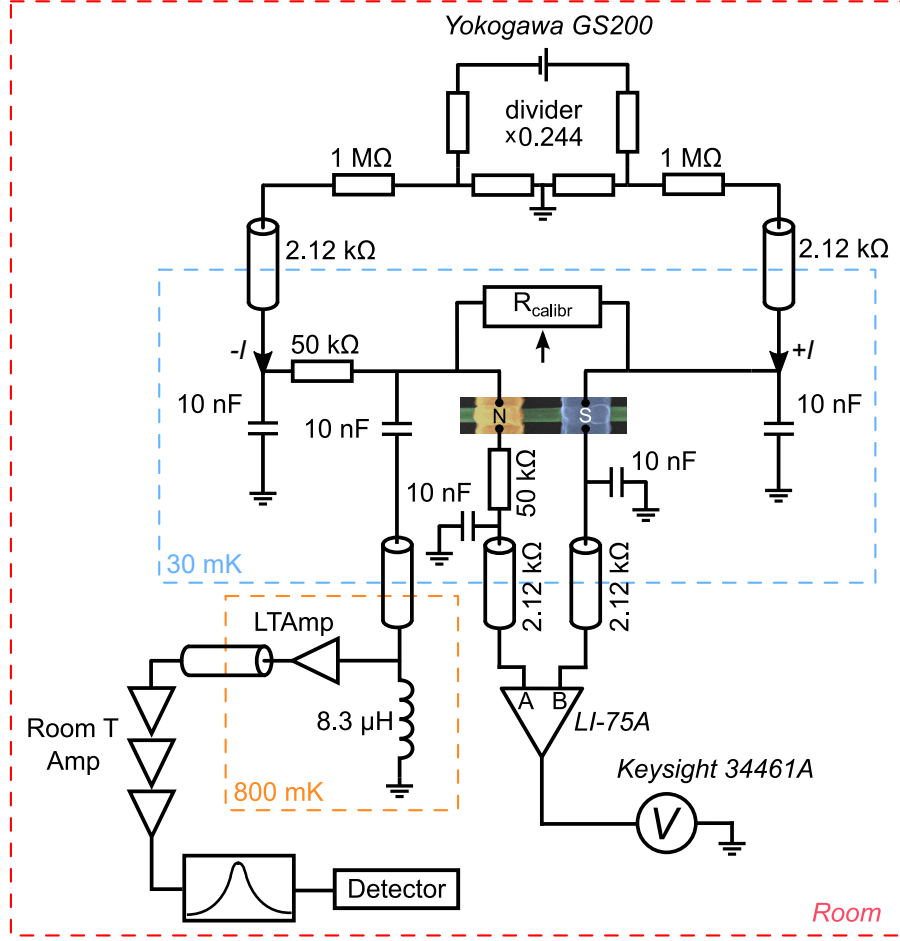 Yokogawa GS200
divider
×0.244
1 MΩ
1 MΩ
2.12 kΩ
2.12 kΩ
R calibr
-I
50 kΩ
+I
10 nF
10 nF
N
S
10 nF
10 nF
50 kΩ
10 nF
30 mK
2.12 kΩ
2.12 kΩ
LTAmp
A B
LI-75A
8.3 µH
Room T
Amp
Keysight 34461A
800 mK
V
Detector
Room